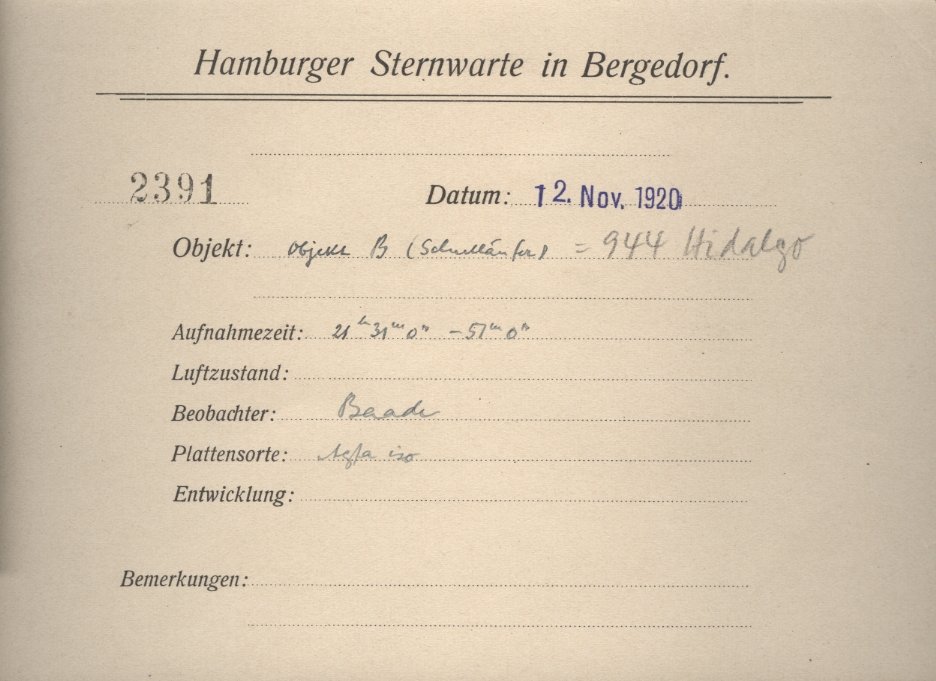 Hamburger Sternwarte in Bergedorf.
2391 Datum: 12. Nov. 1920
Objekt: Objekt B (Schnelläufer) = 944 Hidalgo
Aufnahmezeit: 21h 31m 0s - 51m 0s
Luftzustand:
Beobachter: Baade
Plattensorte: Agfa iso
Entwicklung:
Bemerkungen: